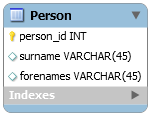 Person
person_id INT
surname VARCHAR(45)
forenames VARCHAR(45)
Indexes